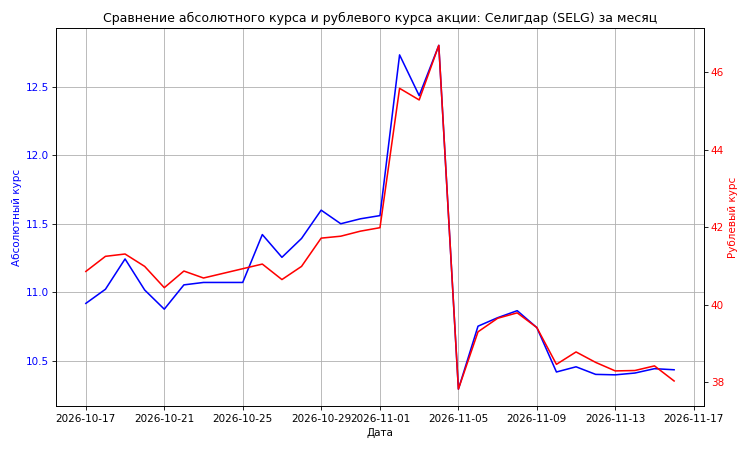 Сравнение абсолютного курса и рублевого курса акции: Селигдар (SELG) за месяц
12.5
12.0
11.5
11.0
10.5
Абсолютный курс
46
44
42
40
38
Рублевый курс
2026-10-17 2026-10-21 2026-10-25 2026-10-29 2026-11-01 2026-11-05 2026-11-09 2026-11-13 2026-11-17
Дата